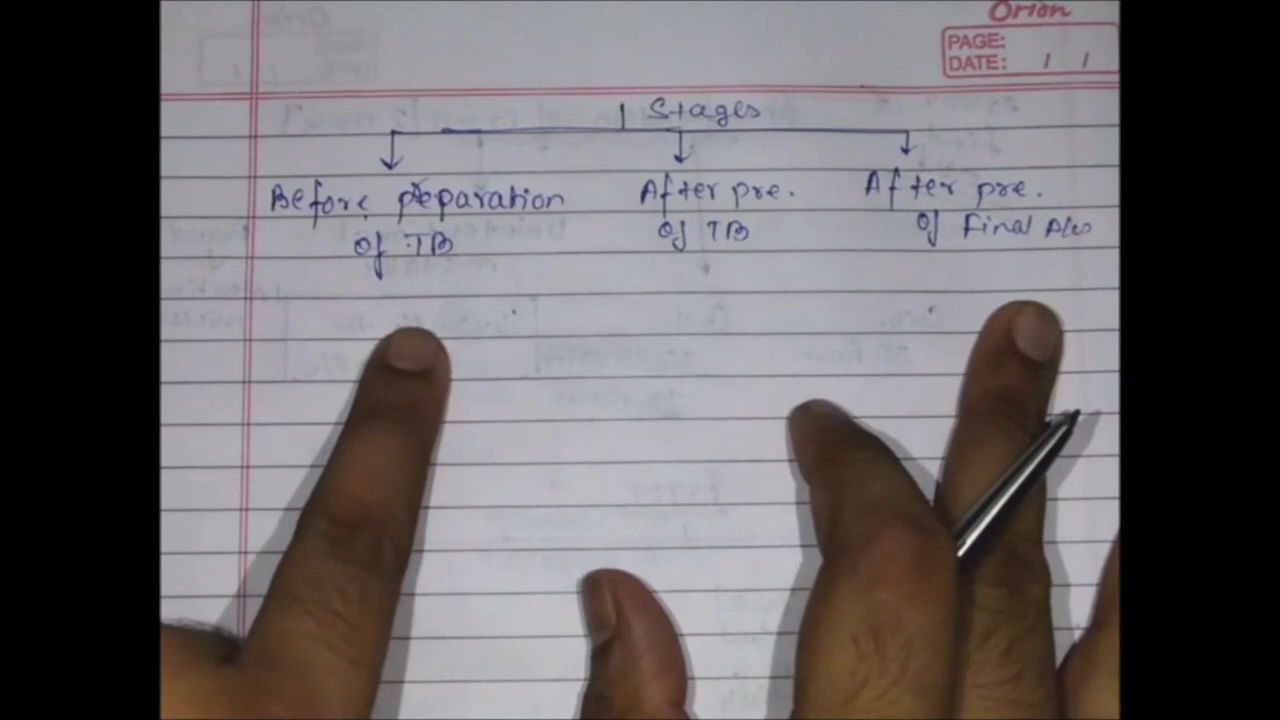 Orion
PAGE:
DATE: / /
Stages
Before preparation
of TB
After pre.
of TB
After pre.
of Final A/cs